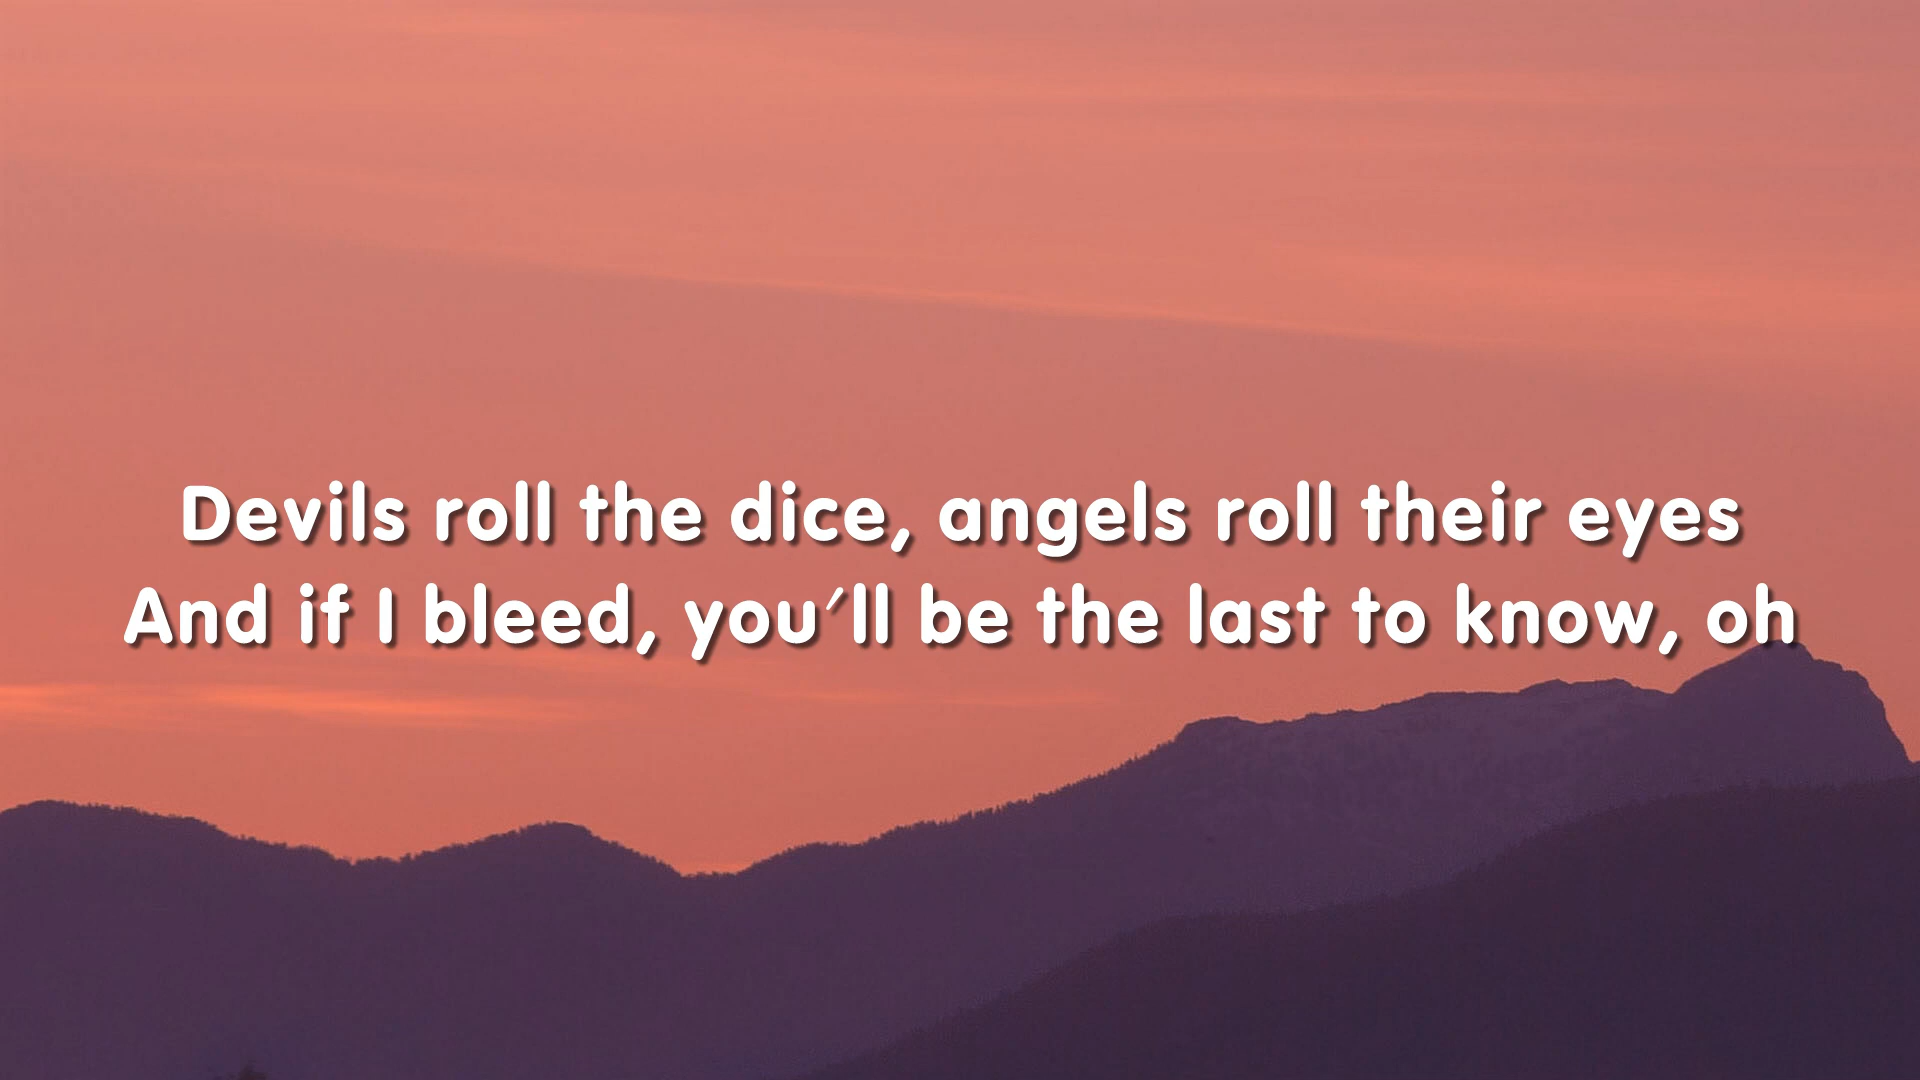 Devils roll the dice, angels roll their eyes
And if I bleed, you'll be the last to know, oh